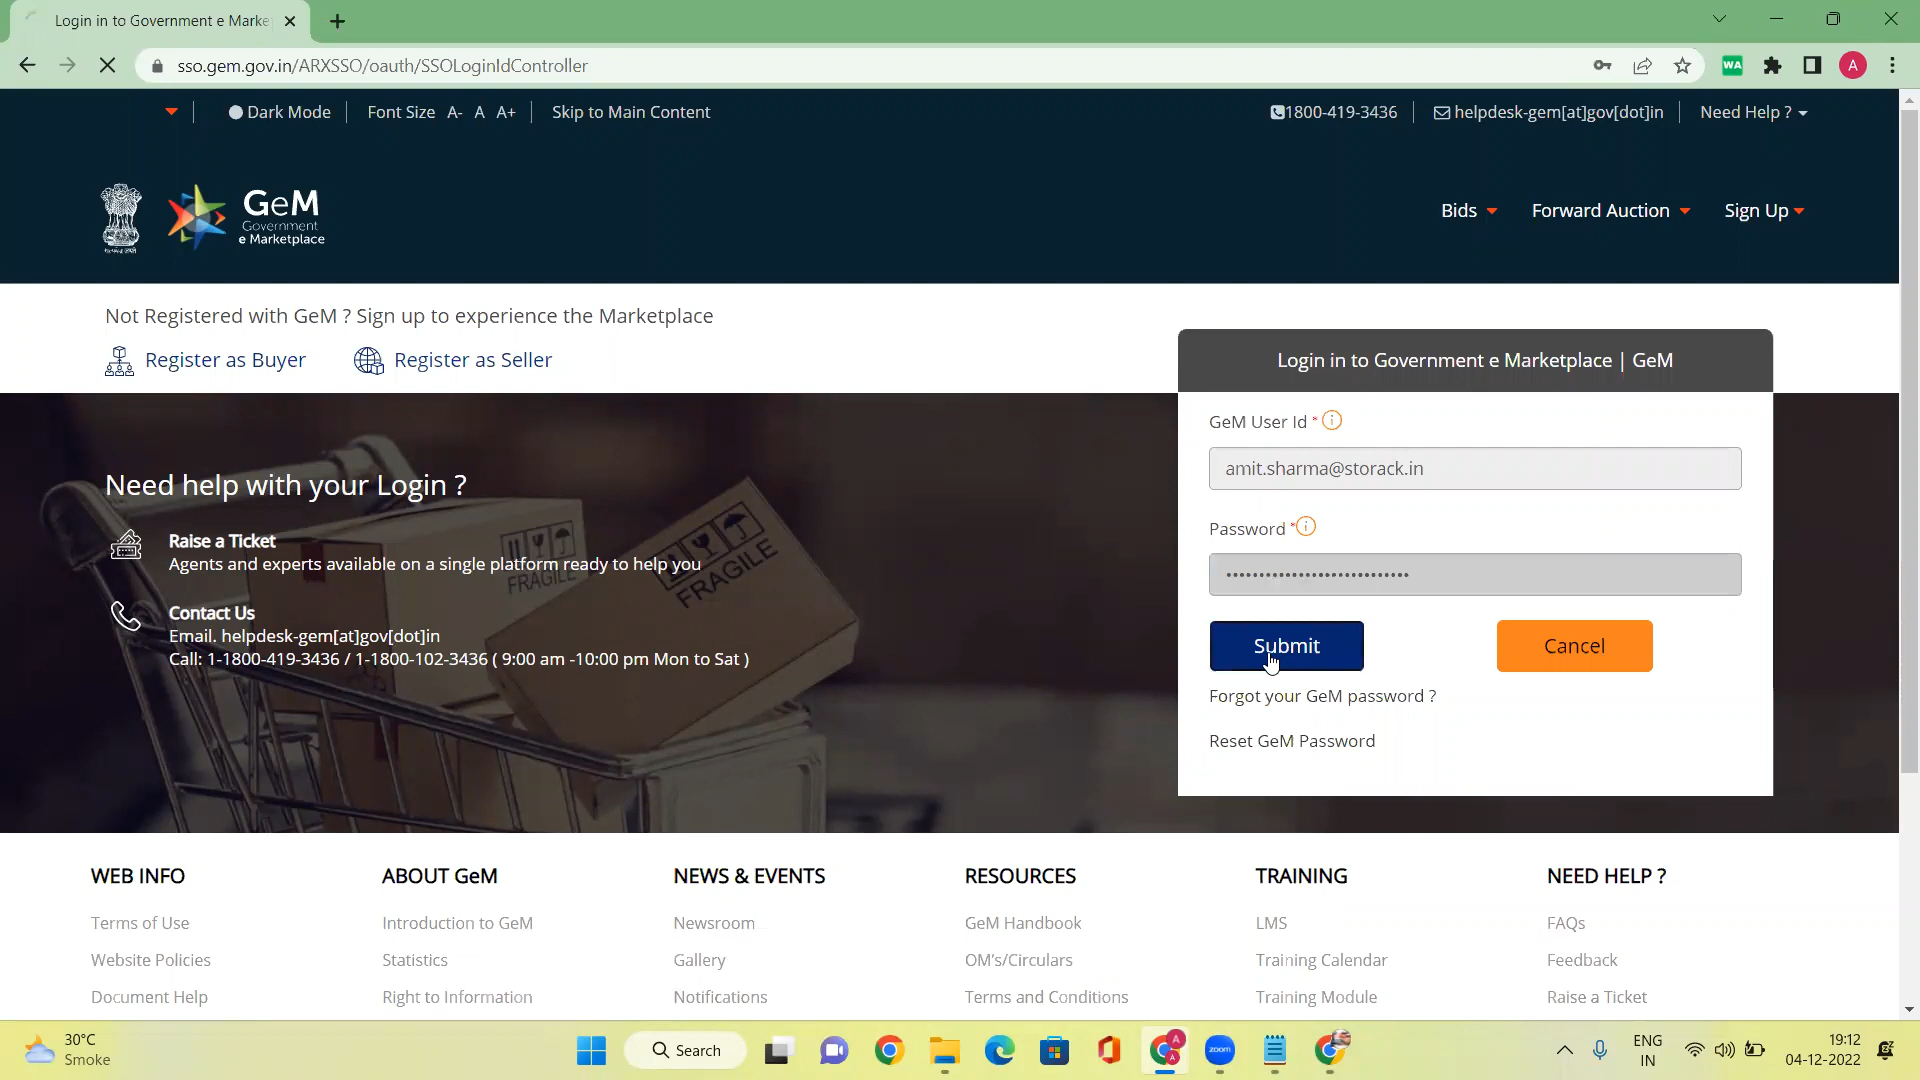 Login in to Government e Marke
sso.gem.gov.in/ARXSSO/oauth/SSOLoginIdController
WA
A
Dark Mode
Font Size A- A A+
Skip to Main Content
1800-419-3436
helpdesk-gem[at]gov[dot]in
Need Help ?
GeM
Government
e Marketplace
Bids
Forward Auction
Sign Up
Not Registered with GeM ? Sign up to experience the Marketplace
Register as Buyer
Register as Seller
Login in to Government e Marketplace | GeM
GeM User Id *
amit.sharma@storack.in
Password *
Submit
Cancel
Forgot your GeM password ?
Reset GeM Password
Need help with your Login ?
Raise a Ticket
Agents and experts available on a single platform ready to help you
Contact Us
Email. helpdesk-gem[at]gov[dot]in
Call: 1-1800-419-3436 / 1-1800-102-3436 ( 9:00 am -10:00 pm Mon to Sat )
FRAGILE
FRAGILE
WEB INFO
Terms of Use
Website Policies
Document Help
ABOUT GeM
Introduction to GeM
Statistics
Right to Information
NEWS & EVENTS
Newsroom
Gallery
Notifications
RESOURCES
GeM Handbook
OM's/Circulars
Terms and Conditions
TRAINING
LMS
Training Calendar
Training Module
NEED HELP ?
FAQs
Feedback
Raise a Ticket
30°C
Smoke
Search
A
A
zoom
ENG
IN
19:12
04-12-2022